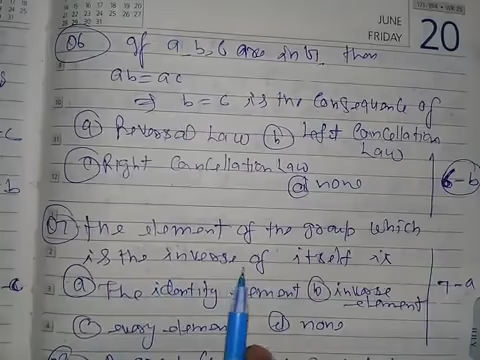 JUNE
FRIDAY 20
Q6 If a, b, c are in G then
ab = ac
⇒ b = c is the consequence of
(a) Reversal Law (b) Left Cancellation
Law
(c) Right Cancellation Law
(d) none
6-b
Q7 The element of the group which
is the inverse of itself is
(a) The identity element (b) inverse
element
(c) every element (d) none
7-a